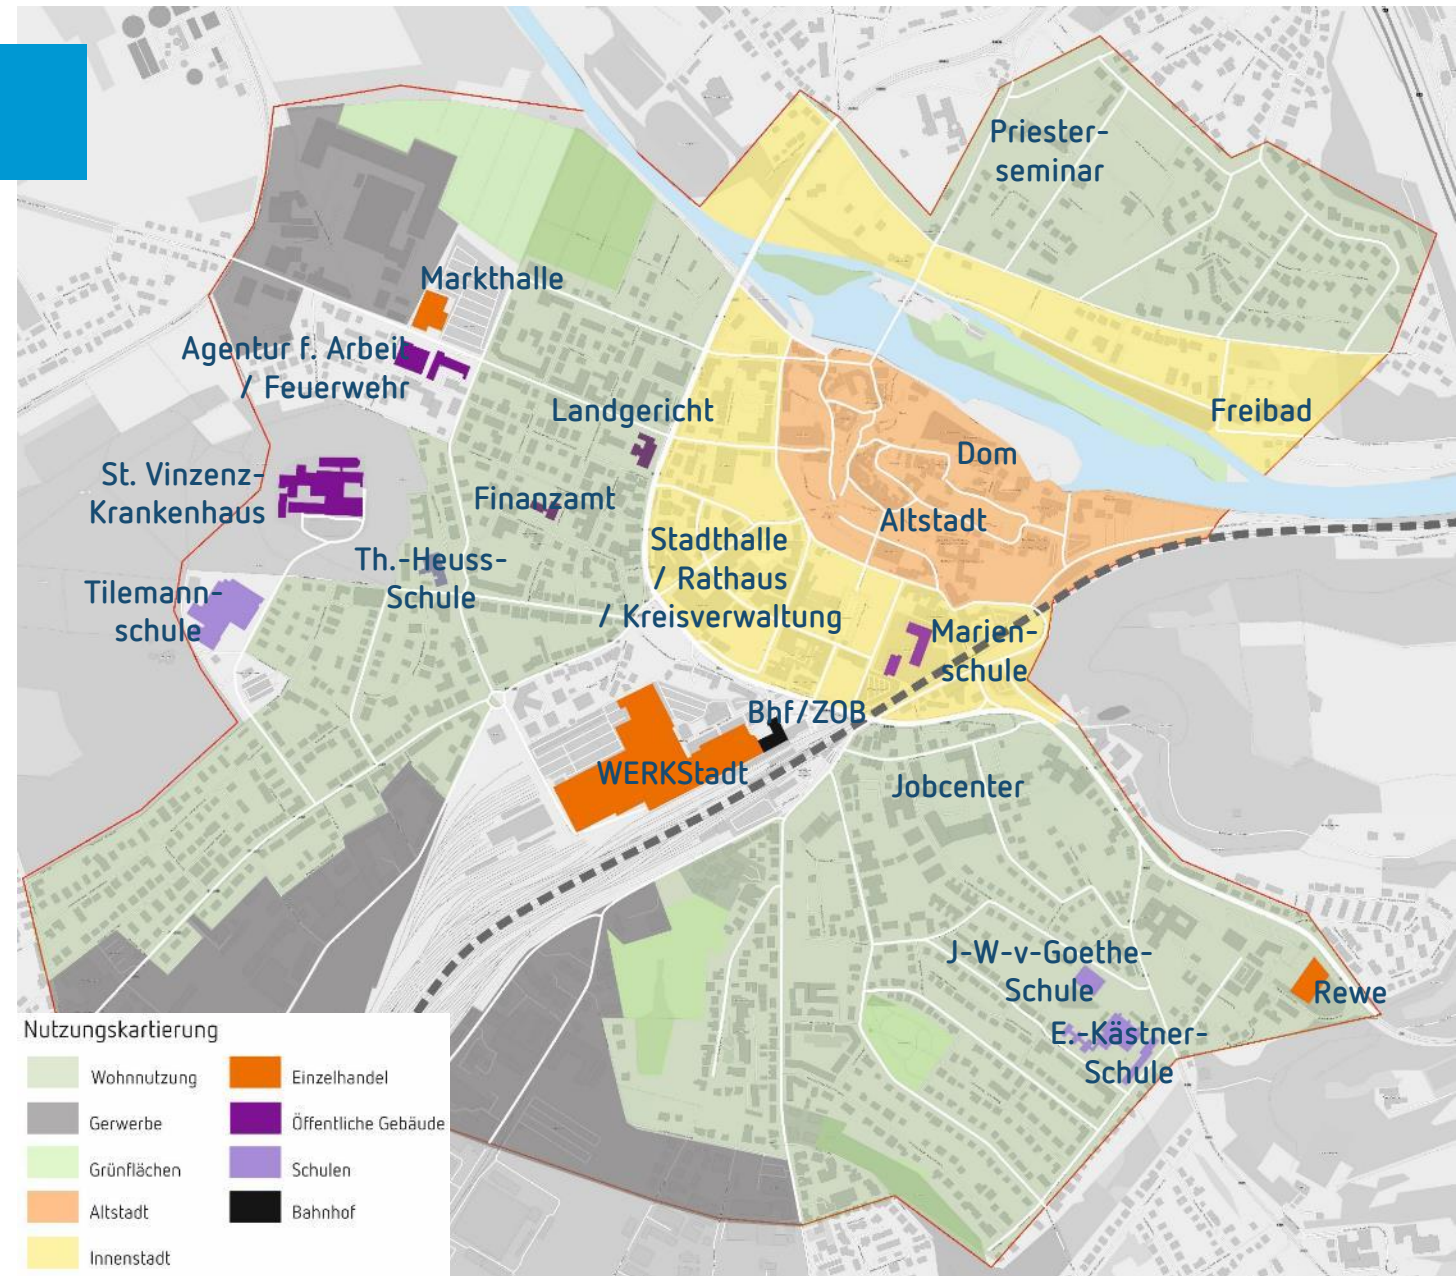 Priester-
seminar
Markthalle
Agentur f. Arbeit
/ Feuerwehr
Landgericht
Freibad
Dom
St. Vinzenz-
Krankenhaus
Finanzamt
Altstadt
Stadthalle
/ Rathaus
/ Kreisverwaltung
Th.-Heuss-
Schule
Tilemann-
schule
Marien-
schule
Bhf/ZOB
WERKStadt
Jobcenter
J-W-v-Goethe-
Schule
Rewe
E.-Kästner-
Schule
Nutzungskartierung
Wohnnutzung
Gerwerbe
Grünflächen
Altstadt
Innenstadt
Einzelhandel
Öffentliche Gebäude
Schulen
Bahnhof